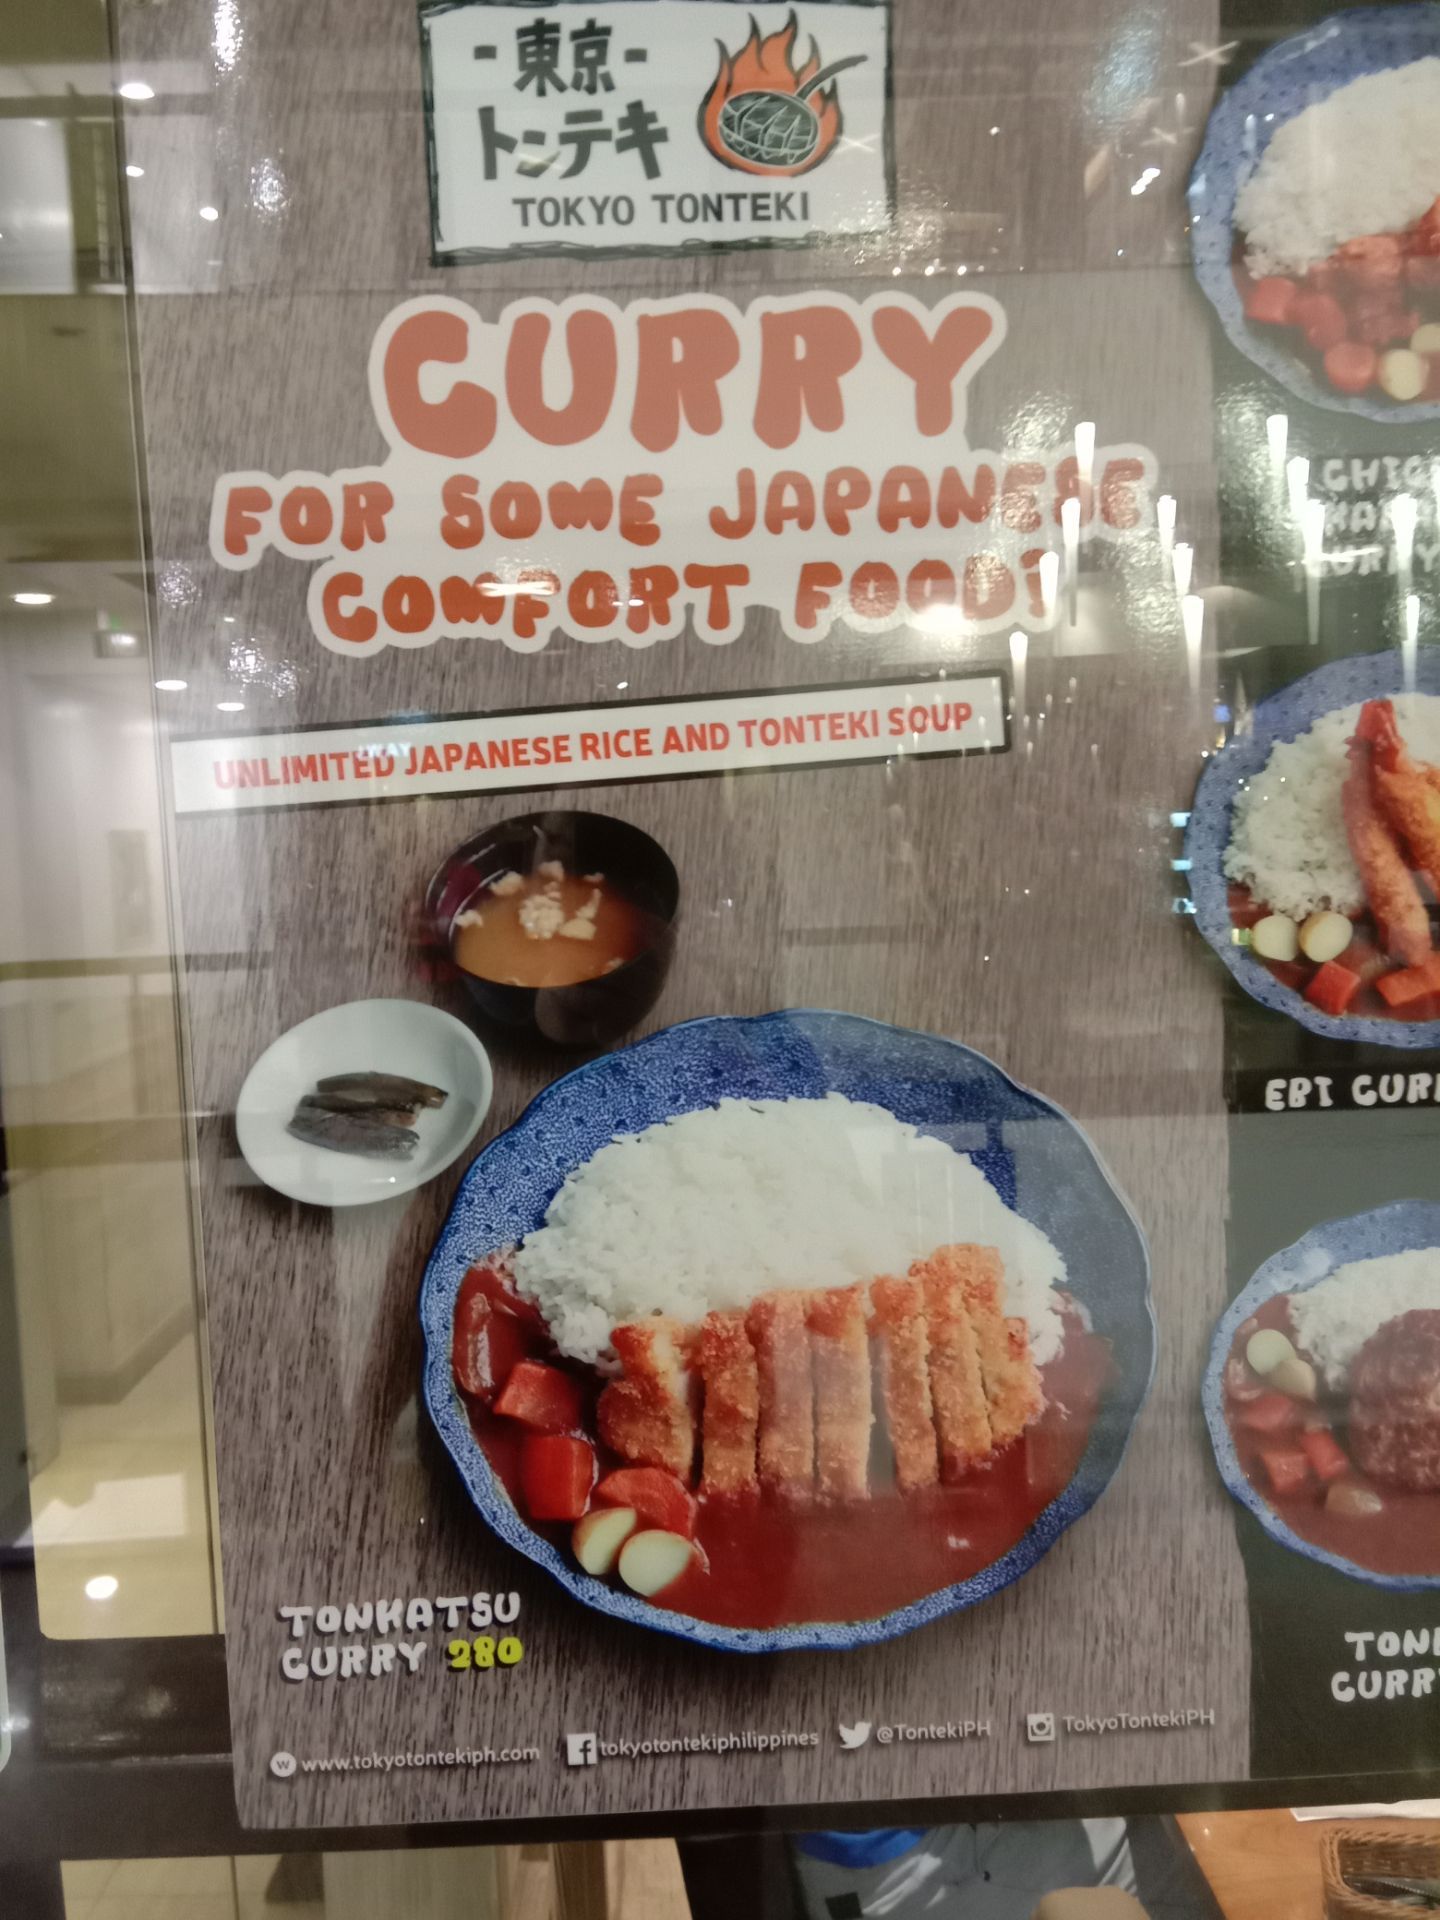 -東京-
トンテキ
TOKYO TONTEKI
CURRY
FOR SOME JAPANESE
COMFORT FOOD?
UNLIMITED JAPANESE RICE AND TONTEKI SOUP
TONKATSU
CURRY 280
www.tokyotontekiph.com
tokyotontekiphilippines
@TontekiPH
TokyoTontekiPH
EBI CUR
TON
CURRY